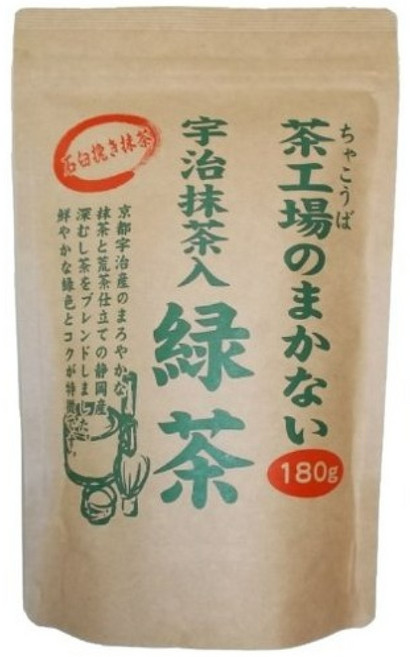 茶工場のまかない
ちゃこうば
180g
宇治抹茶入
緑茶
石臼挽き抹茶
京都宇治産のまろやかな
抹茶と荒茶仕立ての静岡産
深むし茶をブレンドしました。
鮮やかな緑色とコクが特徴です。